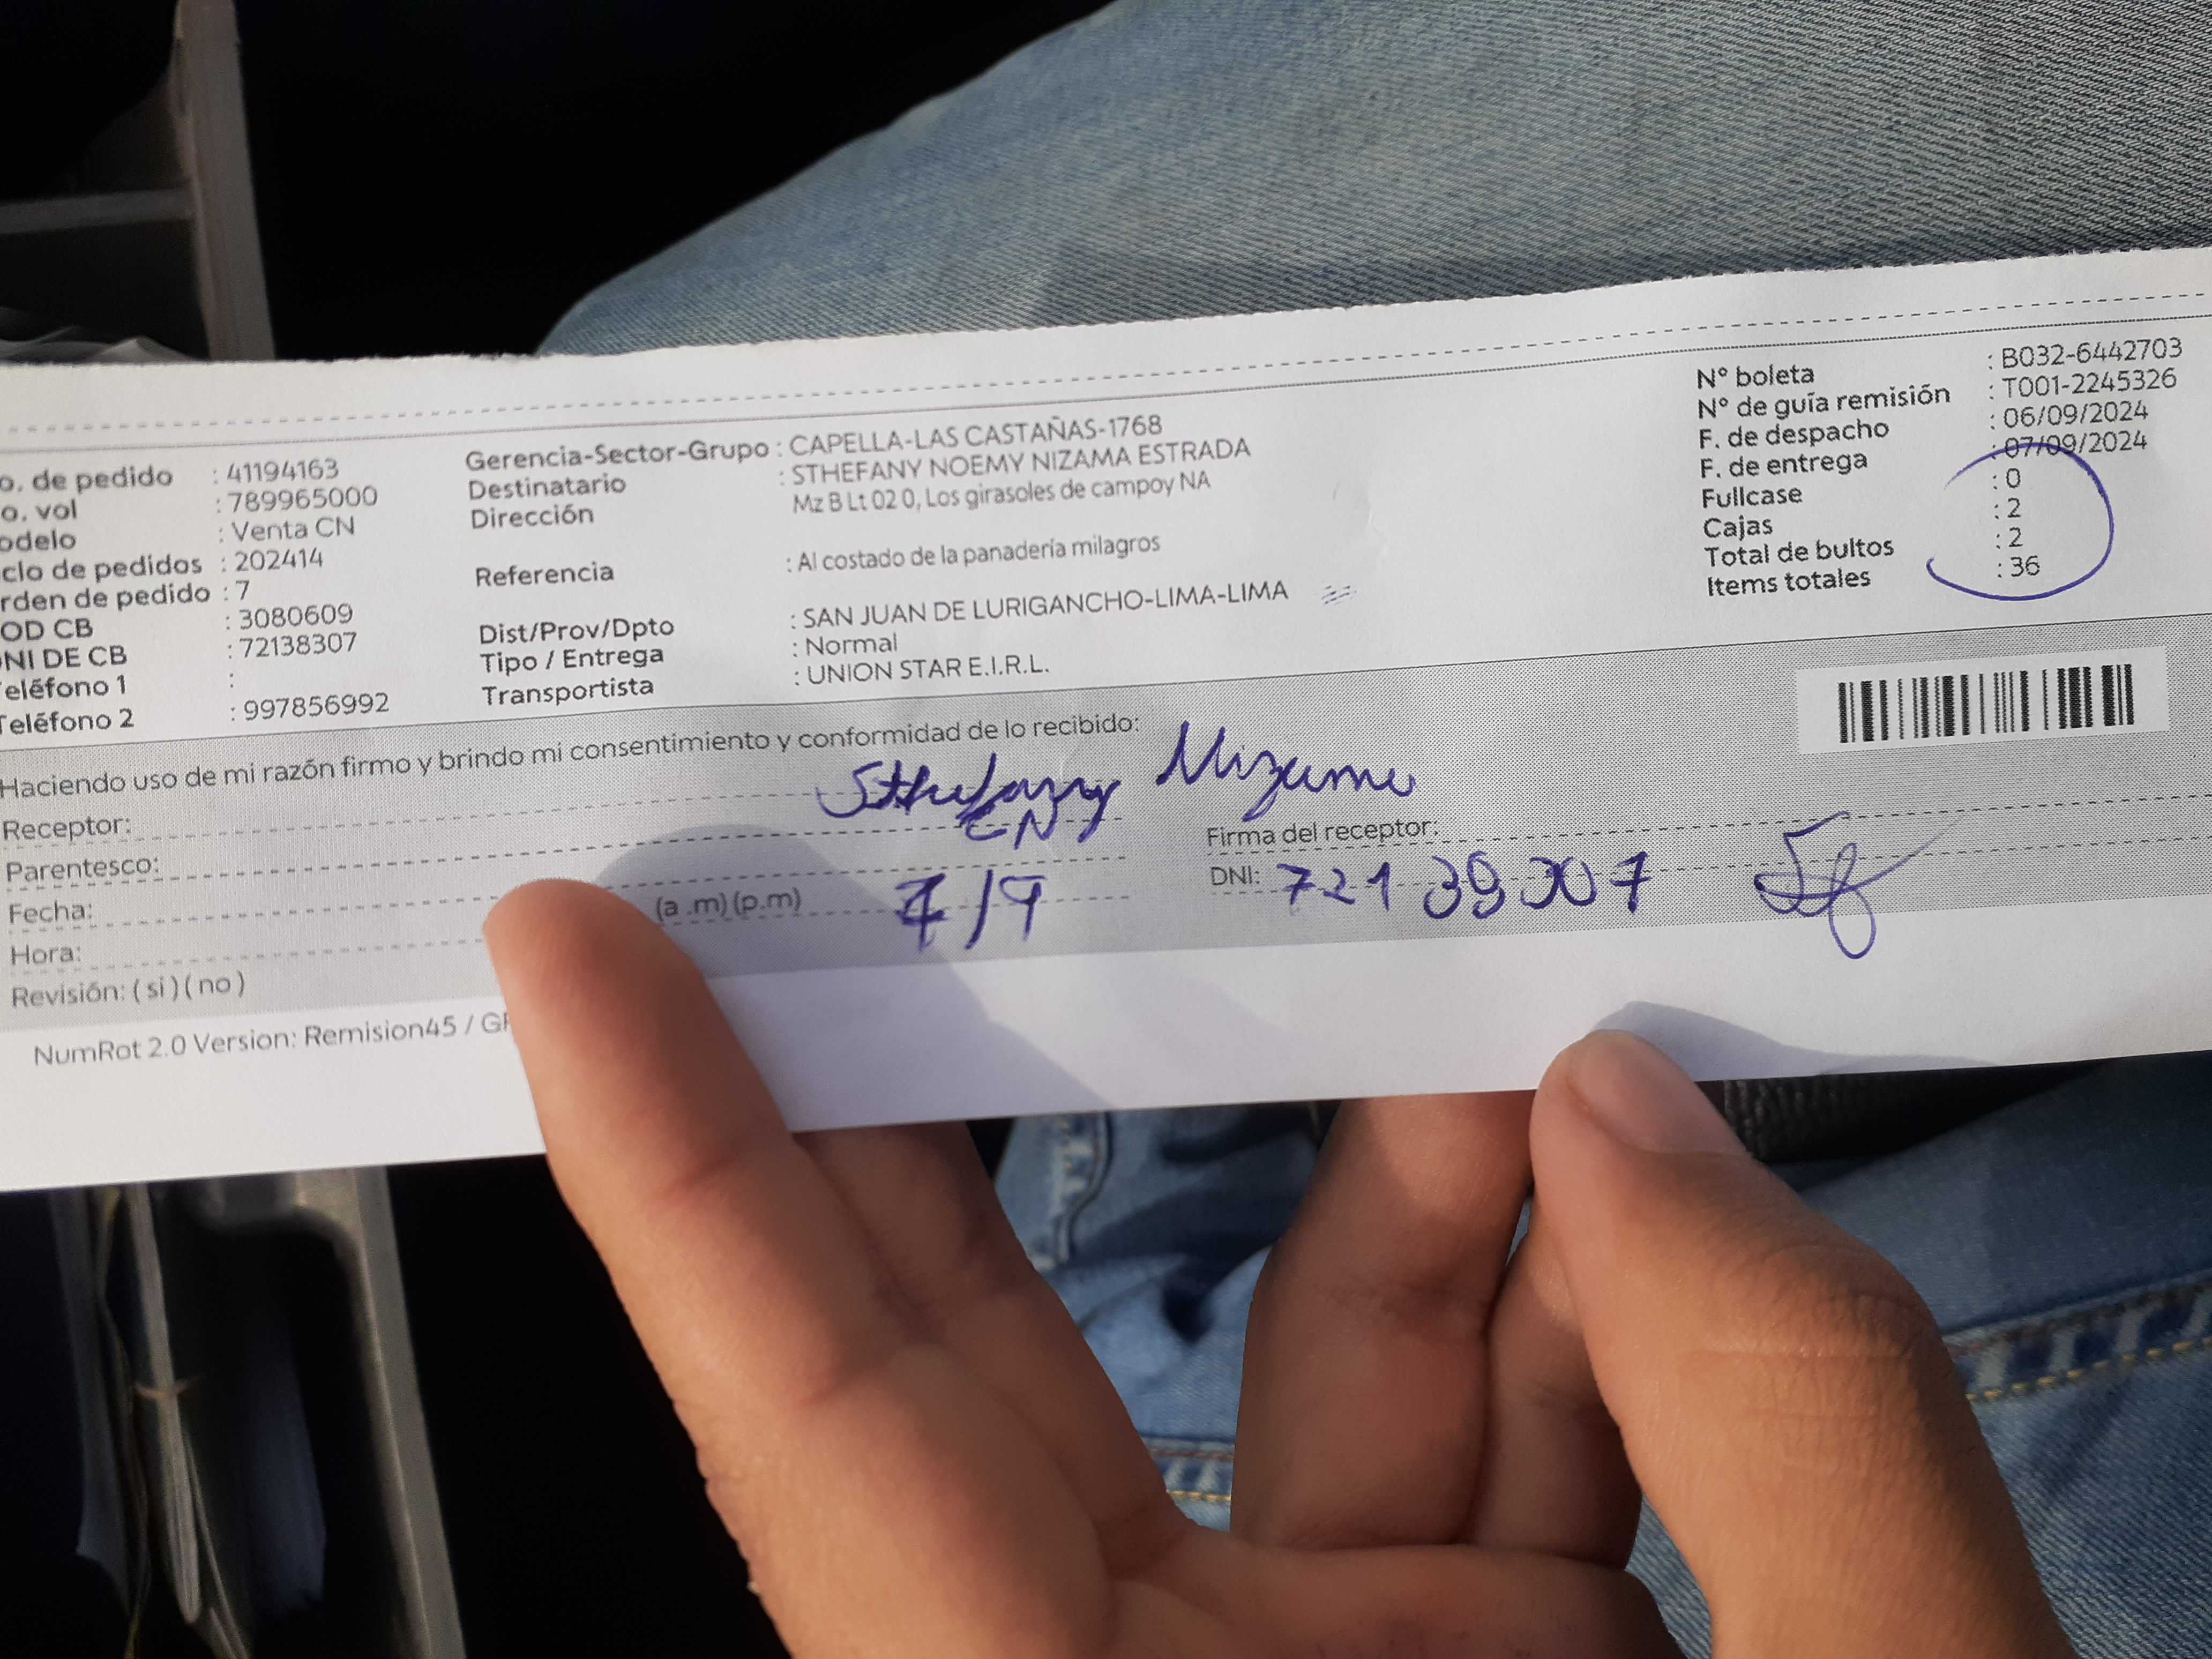 o. de pedido : 41194163
o. vol : 789965000
odelo : Venta CN
clo de pedidos : 202414
rden de pedido : 7
OD CB : 3080609
NI DE CB : 72138307
eléfono 1 :
Teléfono 2 : 997856992
Gerencia-Sector-Grupo : CAPELLA-LAS CASTAÑAS-1768
Destinatario : STHEFANY NOEMY NIZAMA ESTRADA
Dirección Mz B Lt 02 0, Los girasoles de campoy NA
Referencia : Al costado de la panadería milagros
Dist/Prov/Dpto : SAN JUAN DE LURIGANCHO-LIMA-LIMA
Tipo / Entrega : Normal
Transportista : UNION STAR E.I.R.L.
N° boleta : B032-6442703
N° de guía remisión : T001-2245326
F. de despacho : 06/09/2024
F. de entrega : 07/09/2024
Fullcase : 0
Cajas : 2
Total de bultos : 2
Items totales : 36
Haciendo uso de mi razón firmo y brindo mi consentimiento y conformidad de lo recibido:
Receptor: Sthefany Nizama
Parentesco: CN
Fecha: 7/9
Hora: (a .m) (p.m)
Revisión: ( si ) ( no )
Firma del receptor:
DNI:
NumRot 2.0 Version: Remision45 /